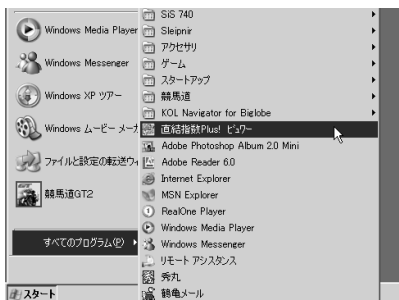 Windows Media Player
Windows Messenger
Windows XP ツアー
Windows ムービー メーカ
ファイルと設定の転送ウィ
競馬道GT2
すべてのプログラム(P)
スタート
SiS 740
Sleipnir
アクセサリ
ゲーム
スタートアップ
競馬道
KOL Navigator for Biglobe
直結指数Plus! ビュワー
Adobe Photoshop Album 2.0 Mini
Adobe Reader 6.0
Internet Explorer
MSN Explorer
RealOne Player
Windows Media Player
Windows Messenger
リモート アシスタンス
秀丸
鶴亀メール